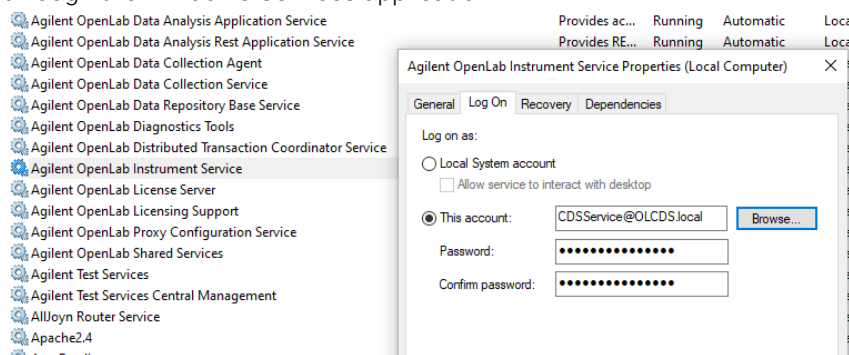 Agilent OpenLab Data Analysis Application Service Provides ac... Running Automatic Loca
Agilent OpenLab Data Analysis Rest Application Service Provides RE... Running Automatic Loca
Agilent OpenLab Data Collection Agent
Agilent OpenLab Data Collection Service
Agilent OpenLab Data Repository Base Service
Agilent OpenLab Diagnostics Tools
Agilent OpenLab Distributed Transaction Coordinator Service
Agilent OpenLab Instrument Service
Agilent OpenLab License Server
Agilent OpenLab Licensing Support
Agilent OpenLab Proxy Configuration Service
Agilent OpenLab Shared Services
Agilent Test Services
Agilent Test Services Central Management
AllJoyn Router Service
Apache2.4
Agilent OpenLab Instrument Service Properties (Local Computer)
General Log On Recovery Dependencies
Log on as:
Local System account
Allow service to interact with desktop
This account: CDSService@OLCDS.local Browse...
Password: •••••••••••••••
Confirm password: •••••••••••••••